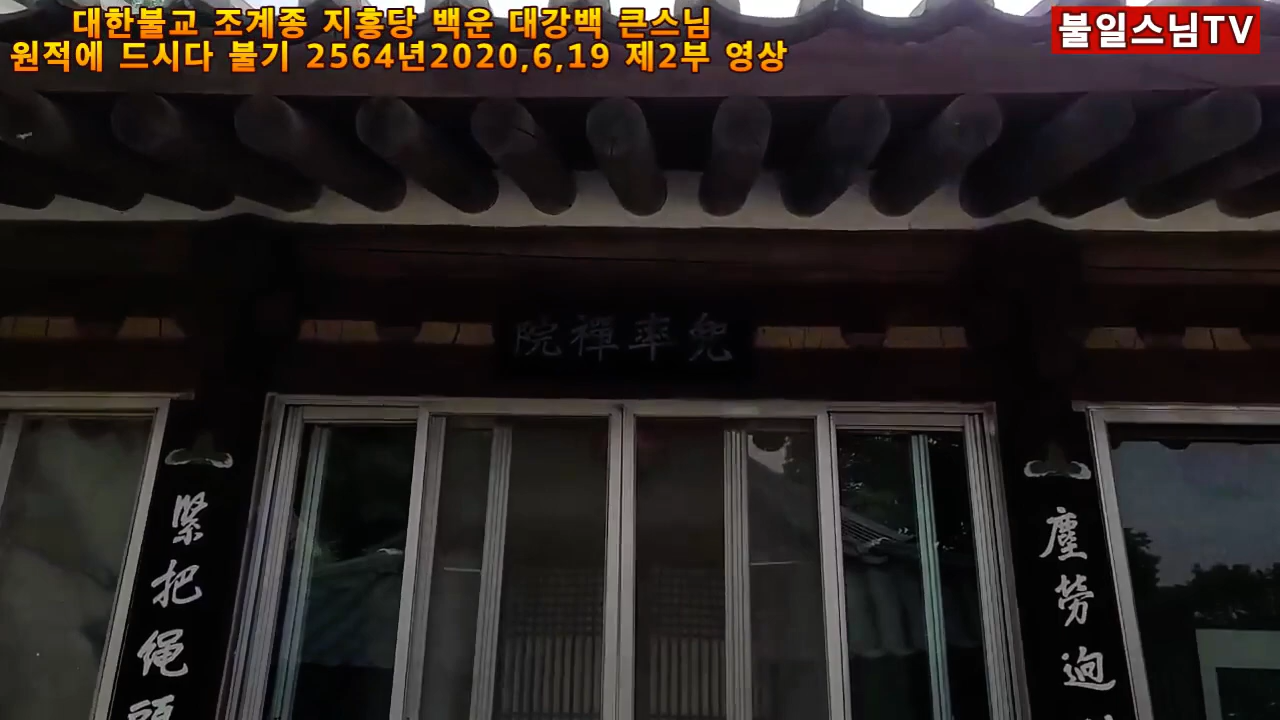 대한불교 조계종 지흥당 백운 대강백 큰스님
원적에 드시다 불기 2564년2020,6,19 제2부 영상
불일스님TV
院禪率兜
塵勞逈
緊把繩頭